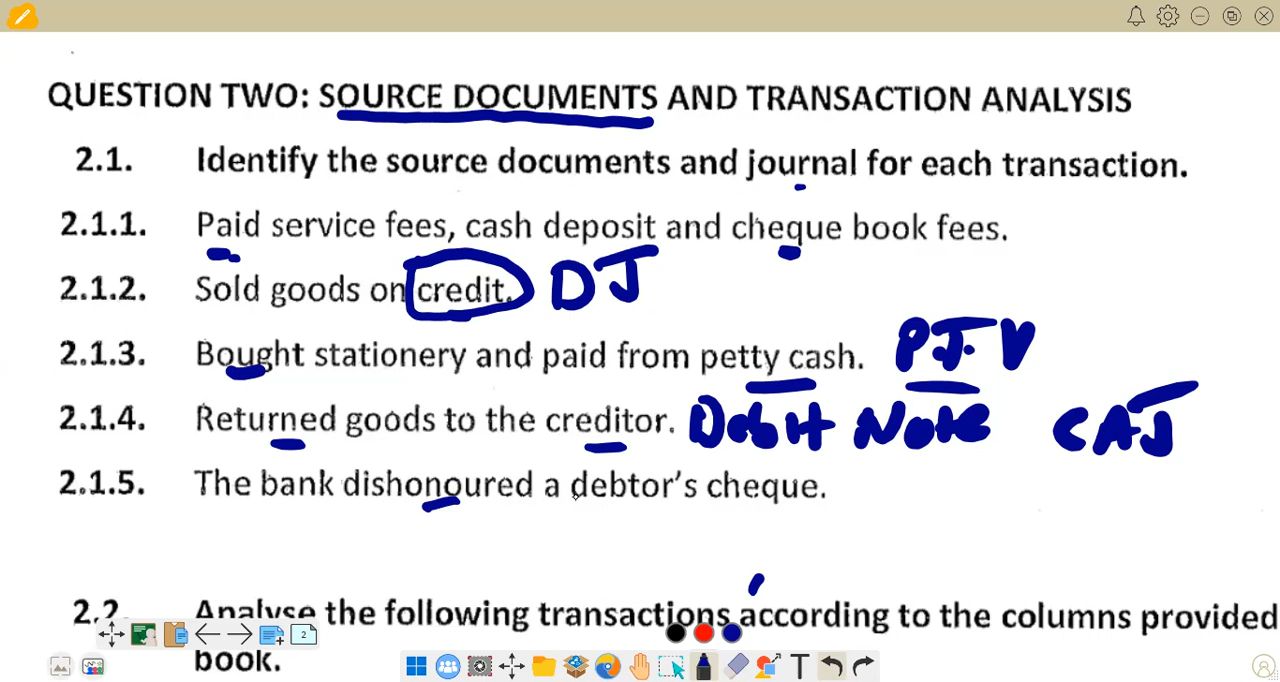 QUESTION TWO: SOURCE DOCUMENTS AND TRANSACTION ANALYSIS
2.1. Identify the source documents and journal for each transaction.
2.1.1. Paid service fees, cash deposit and cheque book fees.
2.1.2. Sold goods on credit. DJ
2.1.3. Bought stationery and paid from petty cash. P.J. V
2.1.4. Returned goods to the creditor. Debit Note CAJ
2.1.5. The bank dishonoured a debtor's cheque.
2.2. Analyse the following transactions according to the columns provided
book.
2
T